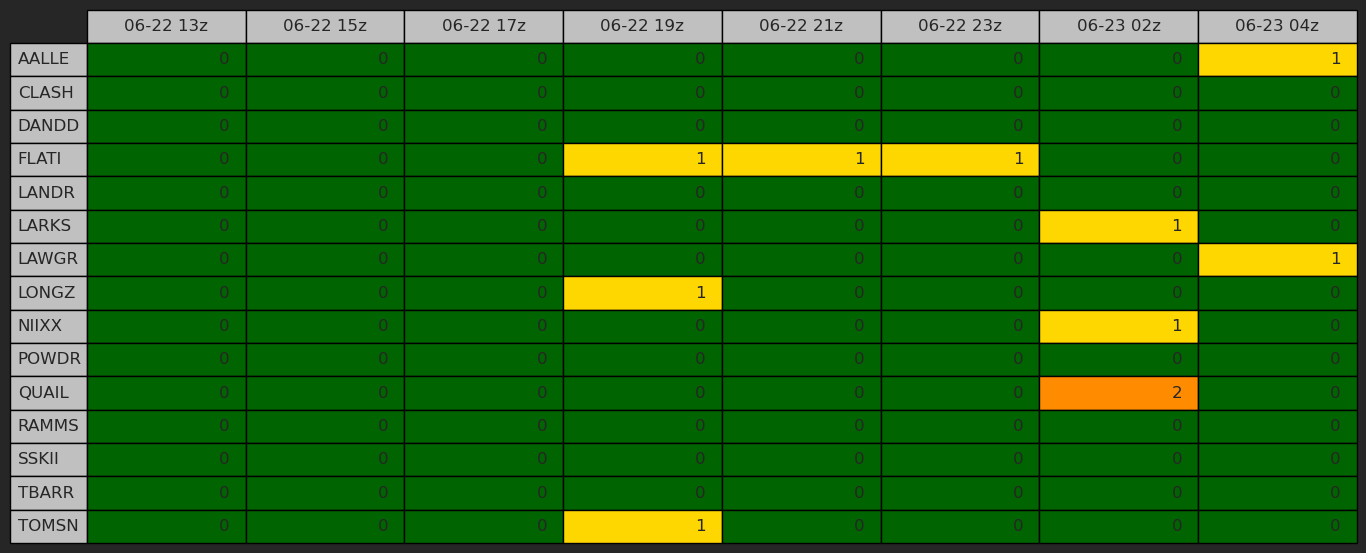 06-22 13z 06-22 15z 06-22 17z 06-22 19z 06-22 21z 06-22 23z 06-23 02z 06-23 04z
AALLE 0 0 0 0 0 0 0 1
CLASH 0 0 0 0 0 0 0 0
DANDD 0 0 0 0 0 0 0 0
FLATI 0 0 0 1 1 1 0 0
LANDR 0 0 0 0 0 0 0 0
LARKS 0 0 0 0 0 0 1 0
LAWGR 0 0 0 0 0 0 0 1
LONGZ 0 0 0 1 0 0 0 0
NIIXX 0 0 0 0 0 0 1 0
POWDR 0 0 0 0 0 0 0 0
QUAIL 0 0 0 0 0 0 2 0
RAMMS 0 0 0 0 0 0 0 0
SSKII 0 0 0 0 0 0 0 0
TBARR 0 0 0 0 0 0 0 0
TOMSN 0 0 0 1 0 0 0 0